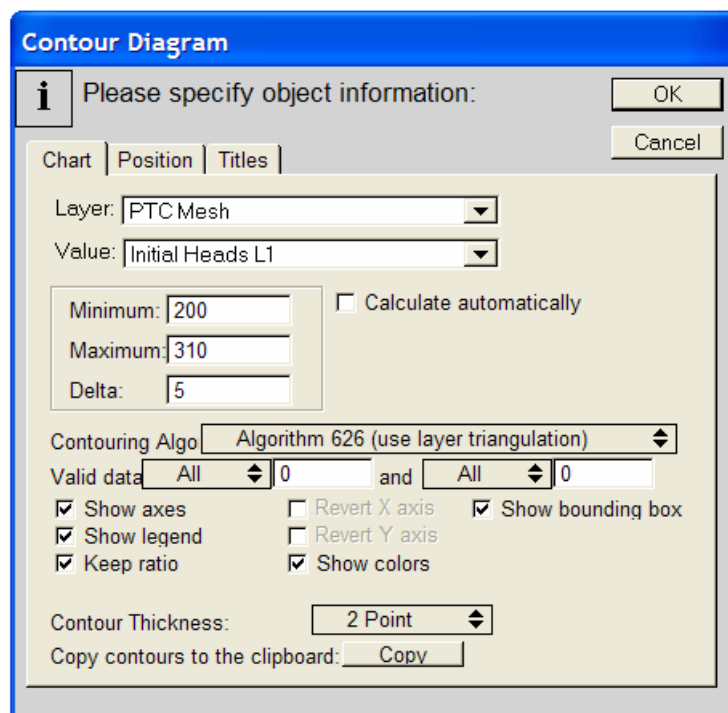 Contour Diagram
i Please specify object information:
OK
Cancel
Chart Position Titles
Layer: PTC Mesh
Value: Initial Heads L1
Minimum: 200
Calculate automatically
Maximum: 310
Delta: 5
Contouring Algo Algorithm 626 (use layer triangulation)
Valid data All 0 and All 0
Show axes Revert X axis Show bounding box
Show legend Revert Y axis
Keep ratio Show colors
Contour Thickness: 2 Point
Copy contours to the clipboard: Copy